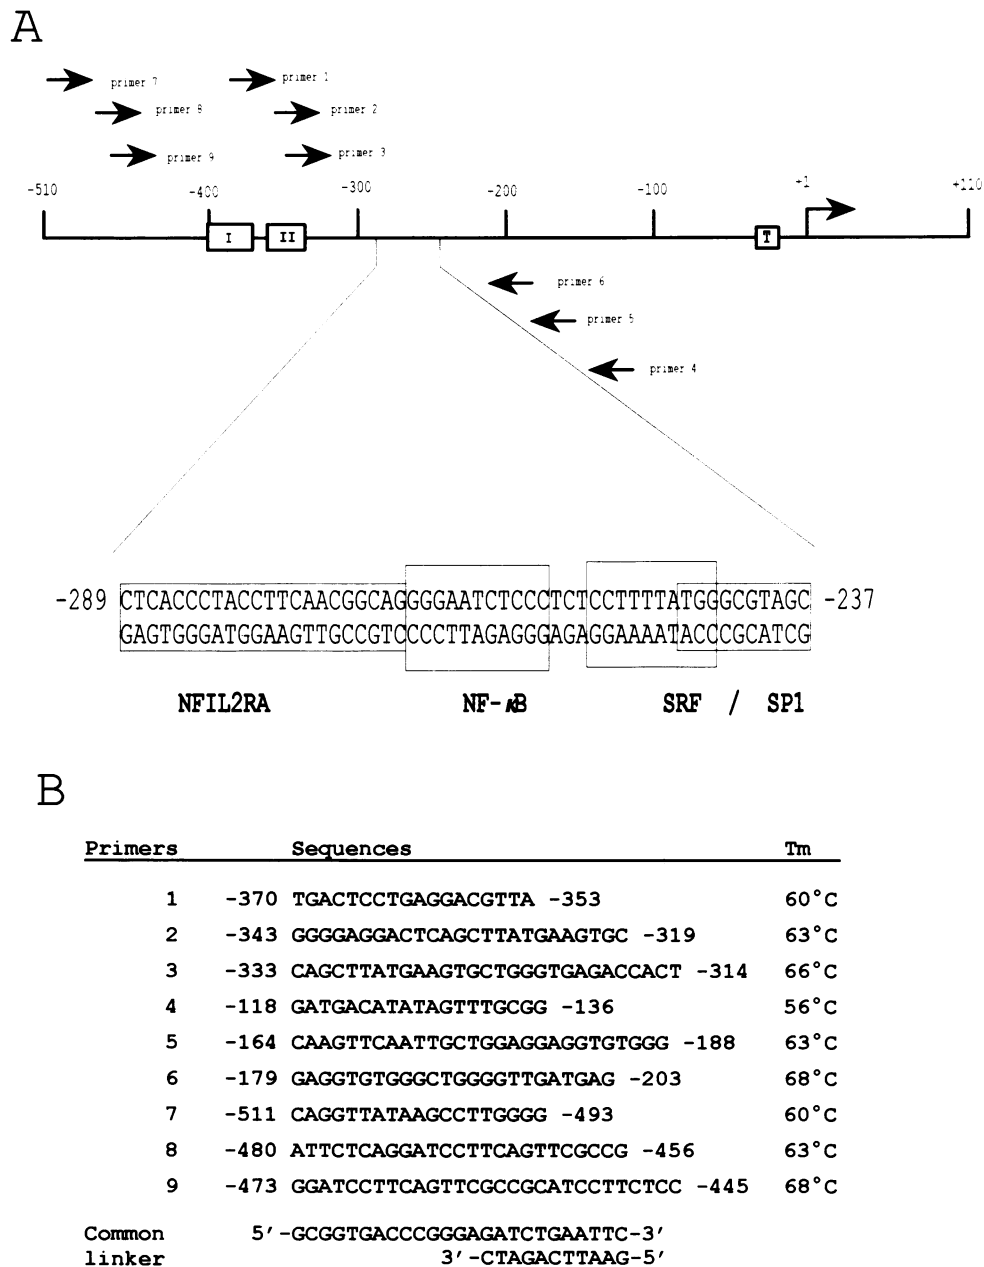 A
primer 7
primer 1
primer 8
primer 2
primer 9
primer 3
-510
-400
-300
-200
-100
+1
+110
I
II
T
primer 6
primer 5
primer 4
-289 CTCACCCTACCTTCAACGGCAGGGGAATCTCCCTCTCCTTTTATGGGCGTAGC -237
GAGTGGGATGGAAGTTGCCGTCCCCTTAGAGGGAGAGGAAAATACCCGCATCG
NFIL2RA NF-κB SRF / SP1
B
Primers Sequences Tm
1 -370 TGACTCCTGAGGACGTTA -353 60°C
2 -343 GGGGAGGACTCAGCTTATGAAGTGC -319 63°C
3 -333 CAGCTTATGAAGTGCTGGGTGAGACCACT -314 66°C
4 -118 GATGACATATAGTTTGCGG -136 56°C
5 -164 CAAGTTCAATTGCTGGAGGAGGTGTGGG -188 63°C
6 -179 GAGGTGTGGGCTGGGGTTGATGAG -203 68°C
7 -511 CAGGTTATAAGCCTTGGGG -493 60°C
8 -480 ATTCTCAGGATCCTTCAGTTCGCCG -456 63°C
9 -473 GGATCCTTCAGTTCGCCGCATCCTTCTCC -445 68°C
Common 5'-GCGGTGACCCGGGAGATCTGAATTC-3'
linker 3'-CTAGACTTAAG-5'